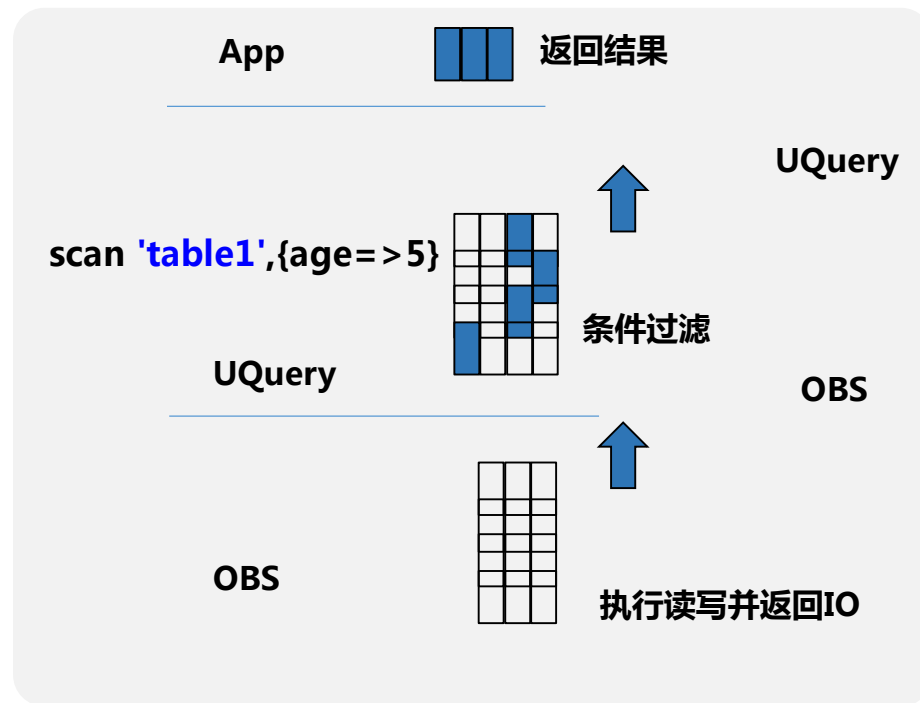 App
返回结果
UQuery
scan 'table1',{age=>5}
条件过滤
UQuery
OBS
OBS
执行读写并返回IO